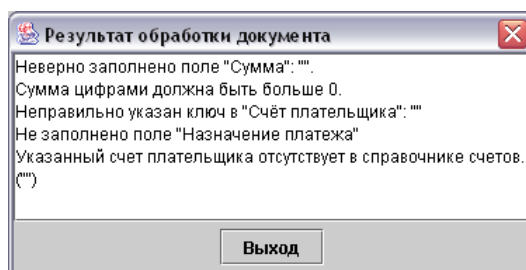 Результат обработки документа
Неверно заполнено поле "Сумма": "".
Сумма цифрами должна быть больше 0.
Неправильно указан ключ в "Счёт плательщика": ""
Не заполнено поле "Назначение платежа"
Указанный счет плательщика отсутствует в справочнике счетов.
("")
Выход